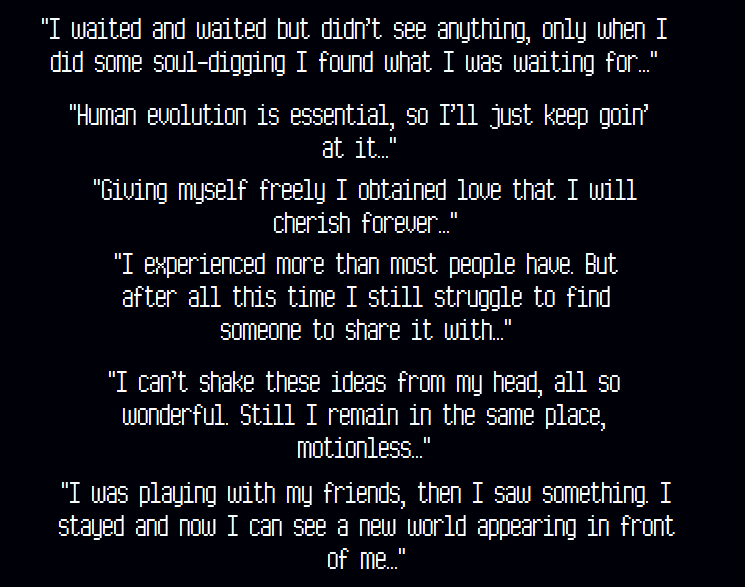 "I waited and waited but didn't see anything, only when I
did some soul-digging I found what I was waiting for..."
"Human evolution is essential, so I'll just keep goin'
at it..."
"Giving myself freely I obtained love that I will
cherish forever..."
"I experienced more than most people have. But
after all this time I still struggle to find
someone to share it with..."
"I can't shake these ideas from my head, all so
wonderful. Still I remain in the same place,
motionless..."
"I was playing with my friends, then I saw something. I
stayed and now I can see a new world appearing in front
of me..."